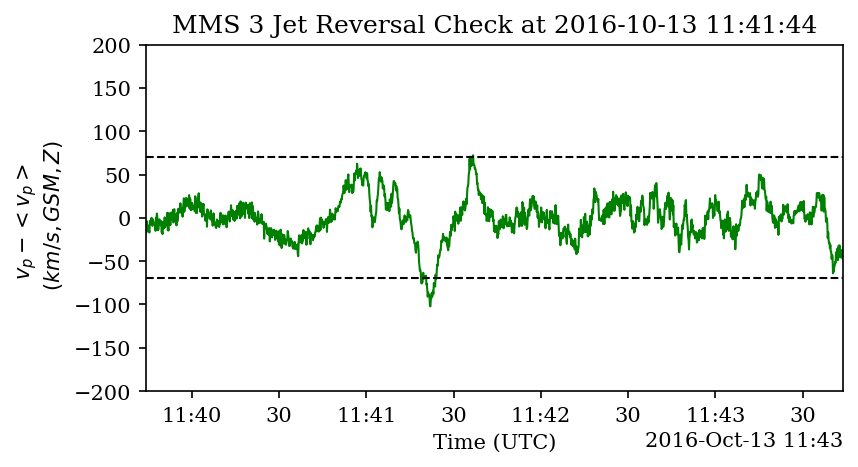 MMS 3 Jet Reversal Check at 2016-10-13 11:41:44
200
150
100
50
0
−50
−100
−150
−200
v_p − < v_p >
(km/s, GSM, Z)
11:40 30 11:41 30 11:42 30 11:43 30
Time (UTC) 2016-Oct-13 11:43